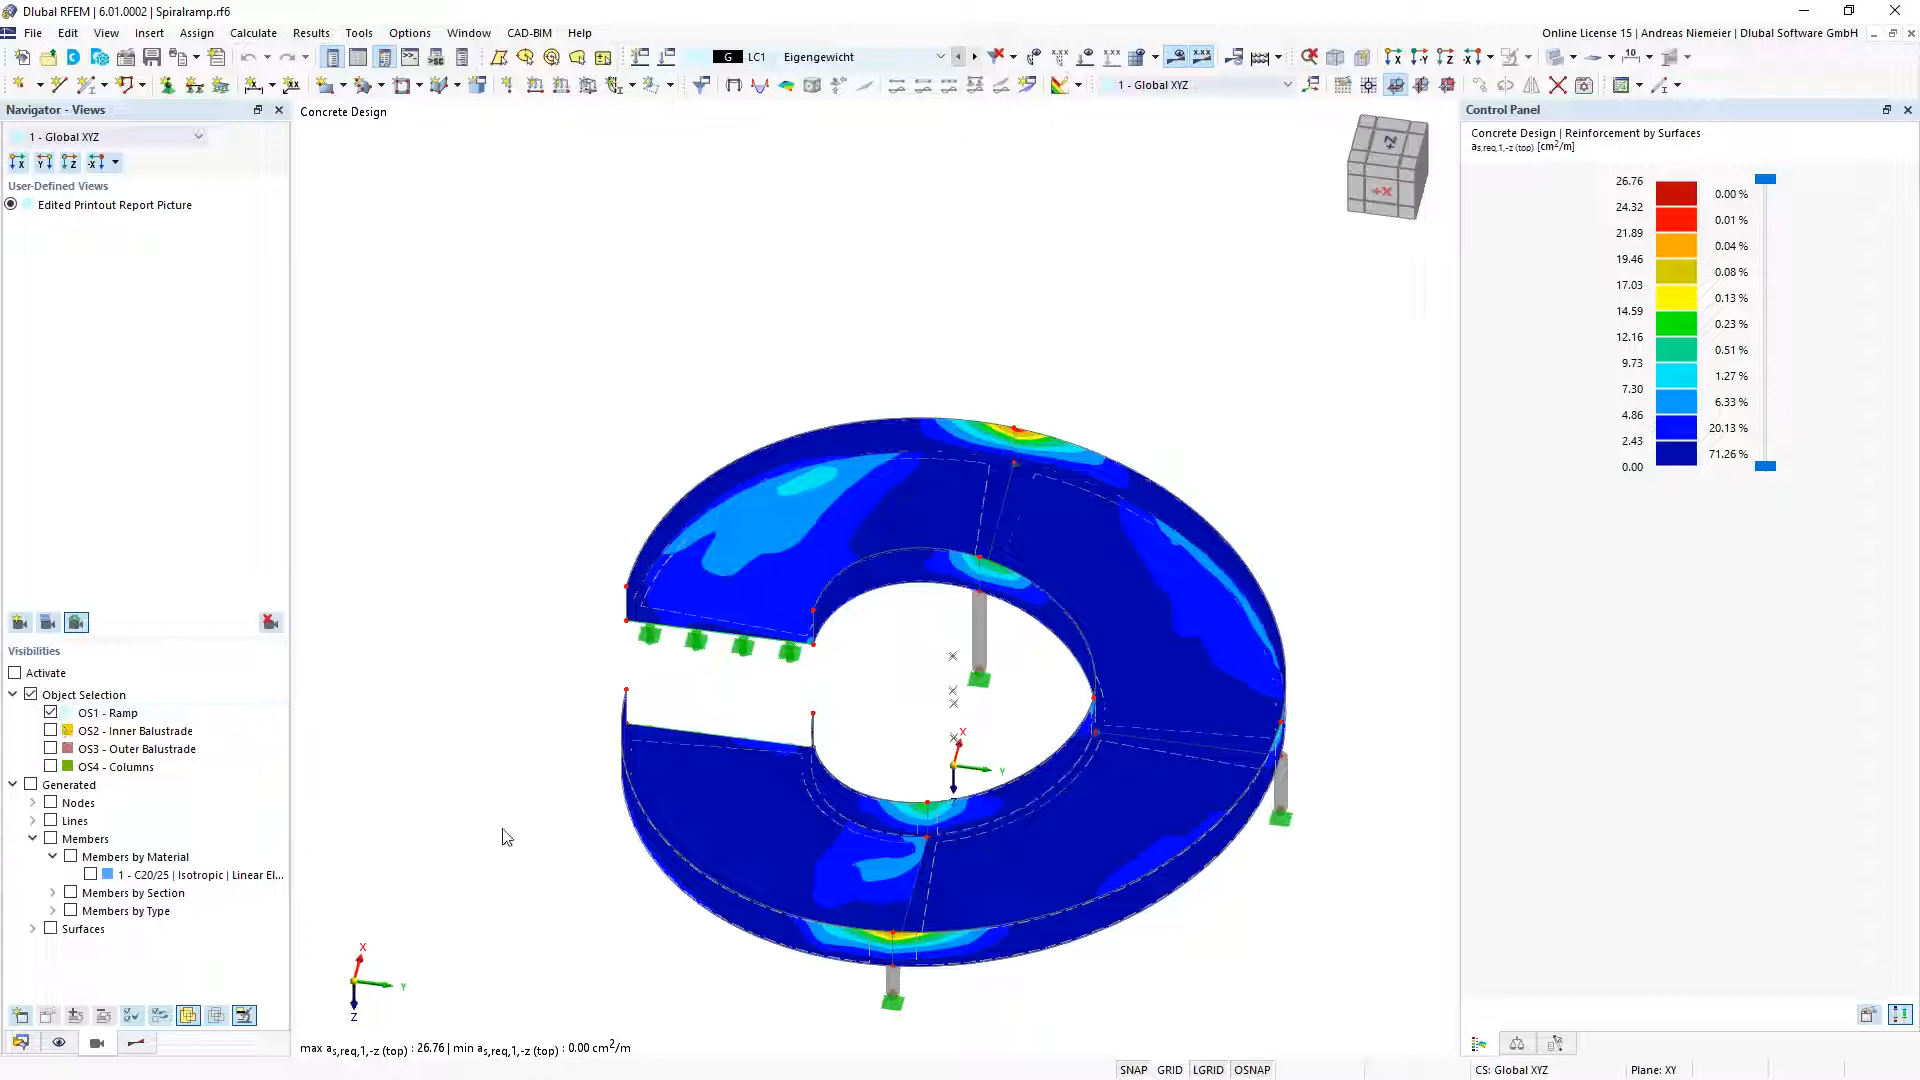 Dlubal RFEM | 6.01.0002 | Spiralramp.rf6
File Edit View Insert Assign Calculate Results Tools Options Window CAD-BIM Help
Online License 15 | Andreas Niemeier | Dlubal Software GmbH
G LC1 Eigengewicht
1 - Global XYZ
Navigator - Views
1 - Global XYZ
User-Defined Views
Edited Printout Report Picture
Visibilities
Activate
Object Selection
OS1 - Ramp
OS2 - Inner Balustrade
OS3 - Outer Balustrade
OS4 - Columns
Generated
Nodes
Lines
Members
Members by Material
1 - C20/25 | Isotropic | Linear El...
Members by Section
Members by Type
Surfaces
Concrete Design
+Z
+X
X
Y
Z
X
Y
Z
max as,req,1,-z (top) : 26.76 | min as,req,1,-z (top) : 0.00 cm²/m
Control Panel
Concrete Design | Reinforcement by Surfaces
as,req,1,-z (top) [cm²/m]
26.76
0.00 %
24.32
0.01 %
21.89
0.04 %
19.46
0.08 %
17.03
0.13 %
14.59
0.23 %
12.16
0.51 %
9.73
1.27 %
7.30
6.33 %
4.86
20.13 %
2.43
71.26 %
0.00
SNAP GRID LGRID OSNAP
CS: Global XYZ
Plane: XY